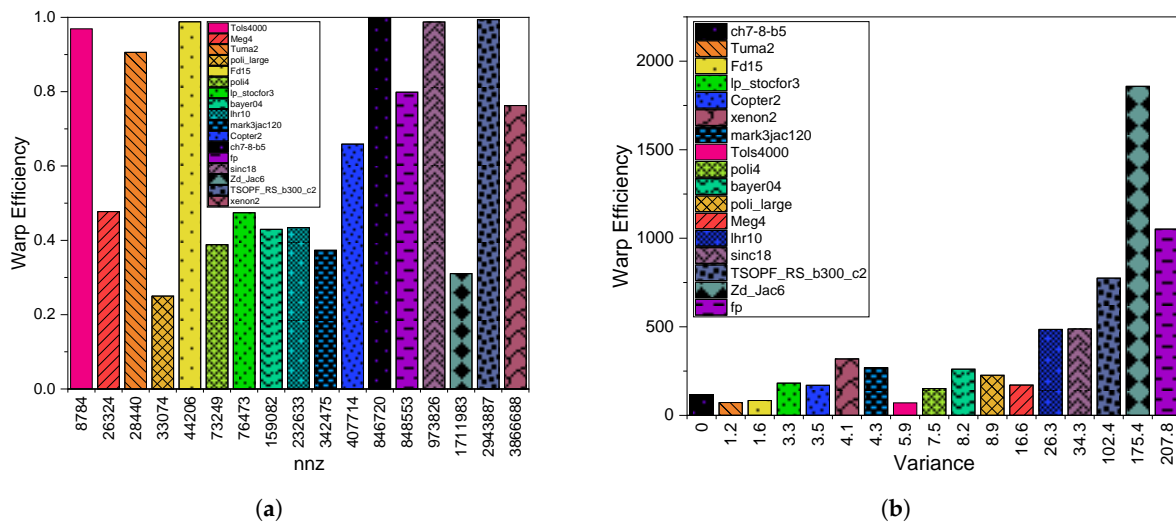 1.0
0.8
0.6
0.4
0.2
0.0
Warp Efficiency
Tols4000
Meg4
Tuma2
poli_large
Fd15
poli4
lp_stocfor3
bayer04
lhr10
mark3jac120
Copter2
ch7-8-b5
fp
sinc18
Zd_Jac6
TSOPF_RS_b300_c2
xenon2
8784
26324
28440
33074
44206
73249
76473
159082
232633
342475
407714
846720
848553
973826
1711983
2943887
3866688
nnz
(a)
2000
1500
1000
500
0
Warp Efficiency
ch7-8-b5
Tuma2
Fd15
lp_stocfor3
Copter2
xenon2
mark3jac120
Tols4000
poli4
bayer04
poli_large
Meg4
lhr10
sinc18
TSOPF_RS_b300_c2
Zd_Jac6
fp
0
1.2
1.6
3.3
3.5
4.1
4.3
5.9
7.5
8.2
8.9
16.6
26.3
34.3
102.4
175.4
207.8
Variance
(b)